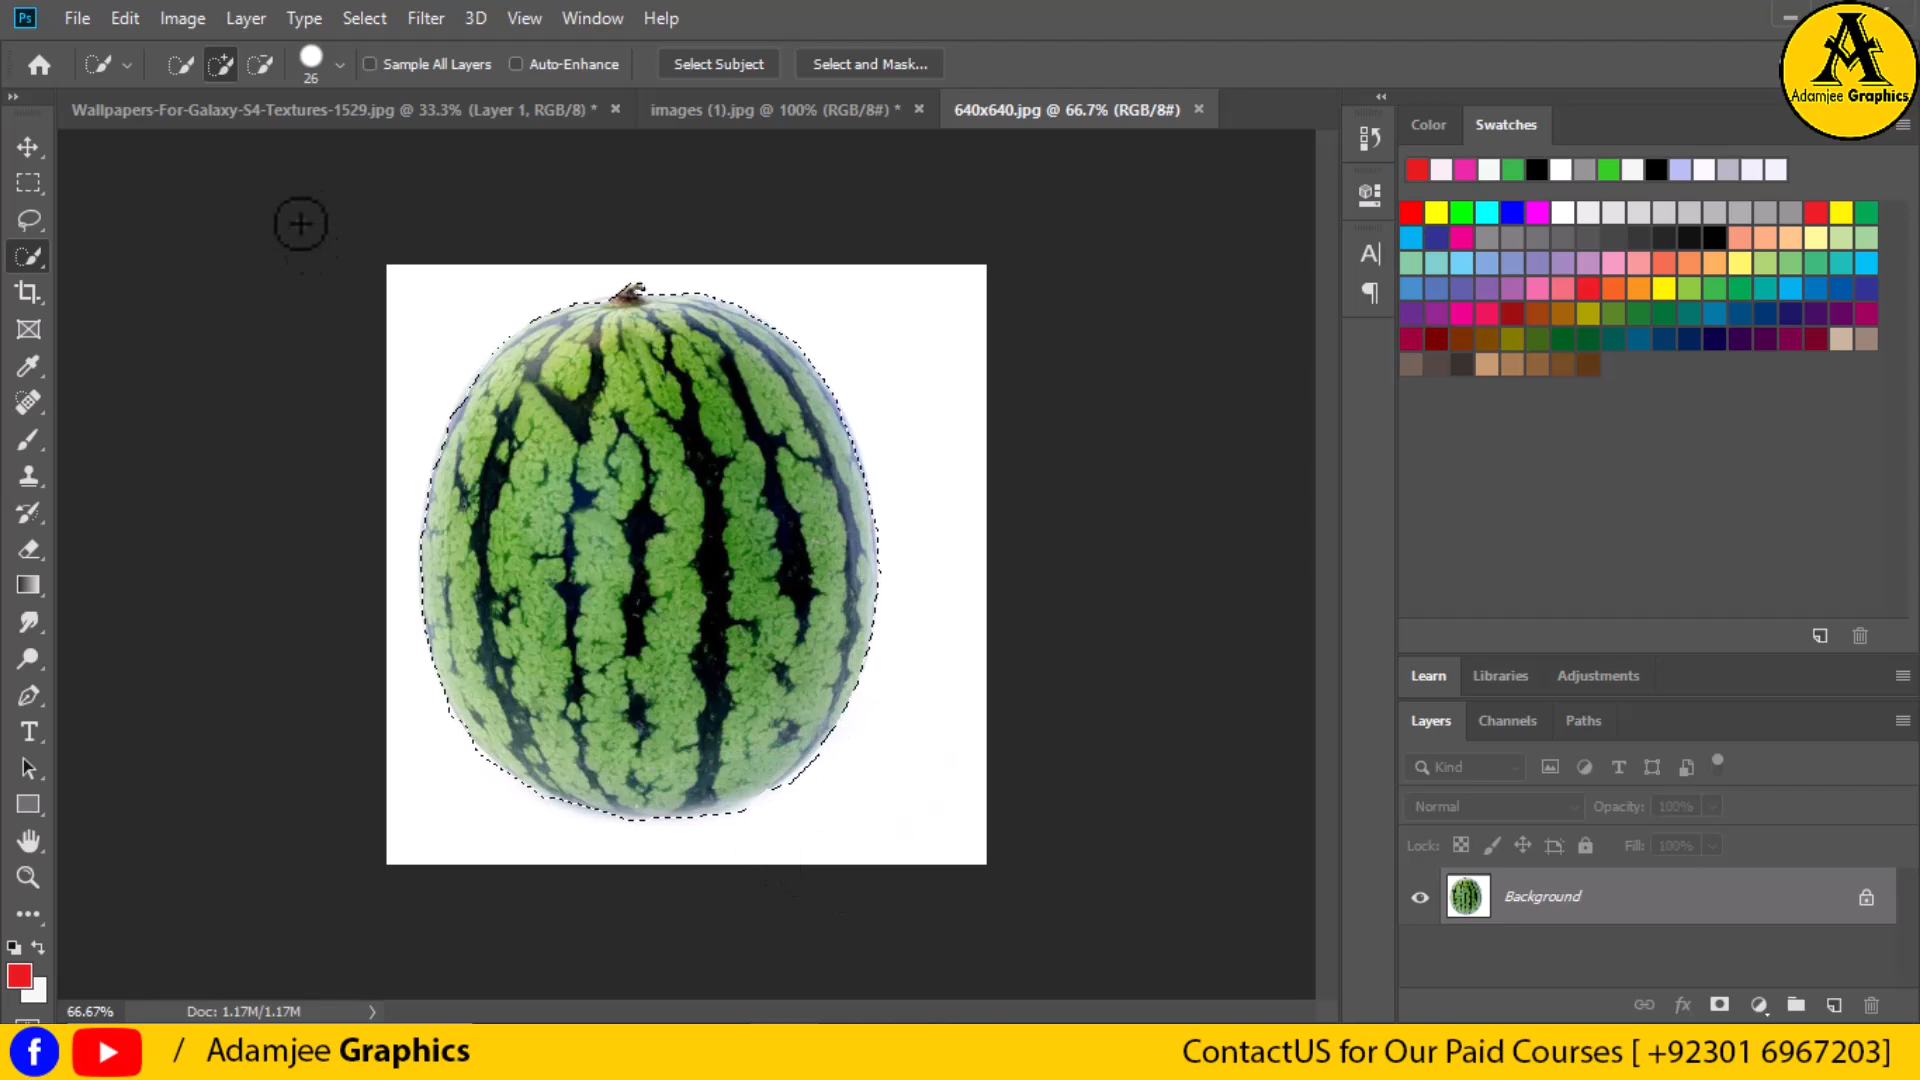 Ps File Edit Image Layer Type Select Filter 3D View Window Help
26 Sample All Layers Auto-Enhance Select Subject Select and Mask...
A Adamjee Graphics
Wallpapers-For-Galaxy-S4-Textures-1529.jpg @ 33.3% (Layer 1, RGB/8) * × images (1).jpg @ 100% (RGB/8#) * × 640x640.jpg @ 66.7% (RGB/8#) ×
Color Swatches
Learn Libraries Adjustments
Layers Channels Paths
Kind
Normal Opacity: 100%
Lock: Fill: 100%
Background
66.67% Doc: 1.17M/1.17M
/ Adamjee Graphics ContactUS for Our Paid Courses [ +92301 6967203]